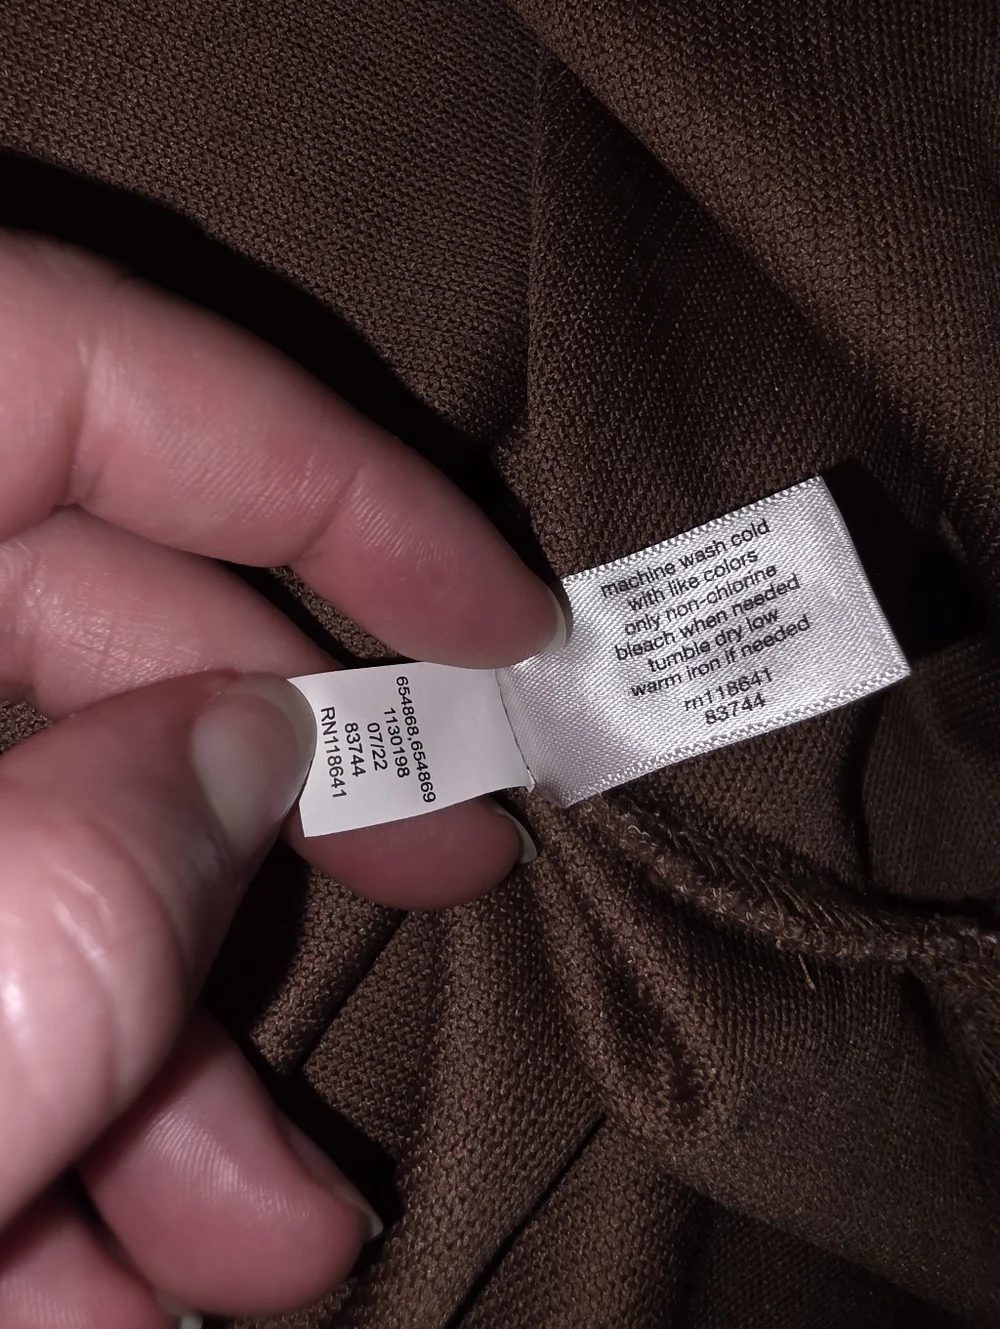 654868,654869
1130198
07/22
83744
RN118641
machine wash cold
with like colors
only non-chlorine
bleach when needed
tumble dry low
warm iron if needed
rn118641
83744